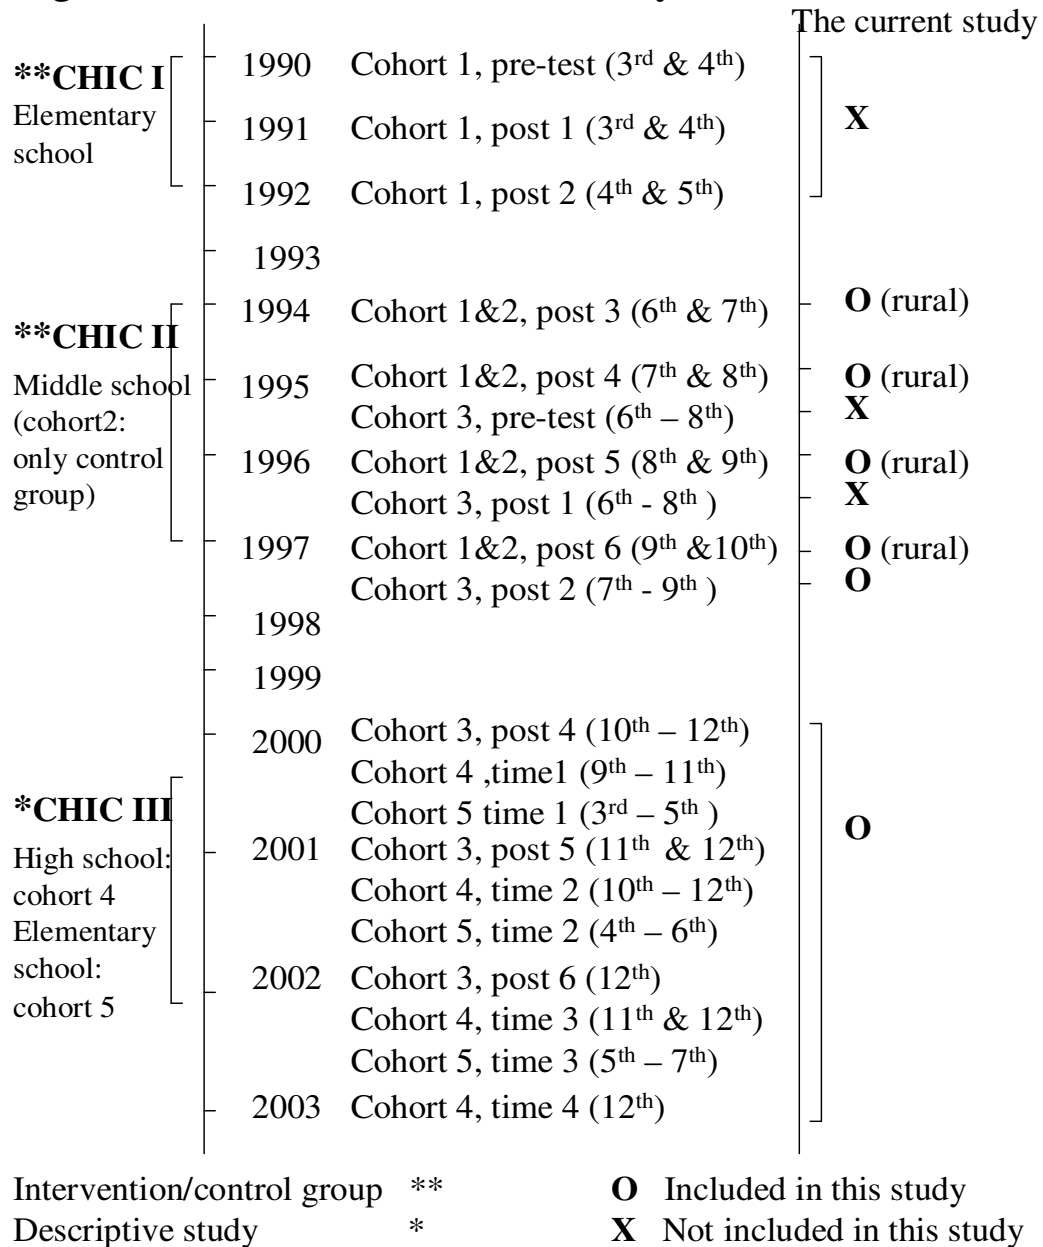 The current study
**CHIC I
Elementary
school
1990 Cohort 1, pre-test (3rd & 4th)
1991 Cohort 1, post 1 (3rd & 4th)
X
1992 Cohort 1, post 2 (4th & 5th)
1993
**CHIC II
Middle school
(cohort2:
only control
group)
1994 Cohort 1&2, post 3 (6th & 7th)
O (rural)
1995 Cohort 1&2, post 4 (7th & 8th)
O (rural)
Cohort 3, pre-test (6th – 8th)
X
1996 Cohort 1&2, post 5 (8th & 9th)
O (rural)
Cohort 3, post 1 (6th - 8th )
X
1997 Cohort 1&2, post 6 (9th &10th)
O (rural)
Cohort 3, post 2 (7th - 9th )
O
1998
1999
*CHIC III
High school:
cohort 4
Elementary
school:
cohort 5
2000 Cohort 3, post 4 (10th – 12th)
Cohort 4 ,time1 (9th – 11th)
Cohort 5 time 1 (3rd – 5th )
O
2001 Cohort 3, post 5 (11th & 12th)
Cohort 4, time 2 (10th – 12th)
Cohort 5, time 2 (4th – 6th)
2002 Cohort 3, post 6 (12th)
Cohort 4, time 3 (11th & 12th)
Cohort 5, time 3 (5th – 7th)
2003 Cohort 4, time 4 (12th)
Intervention/control group **
O Included in this study
Descriptive study *
X Not included in this study